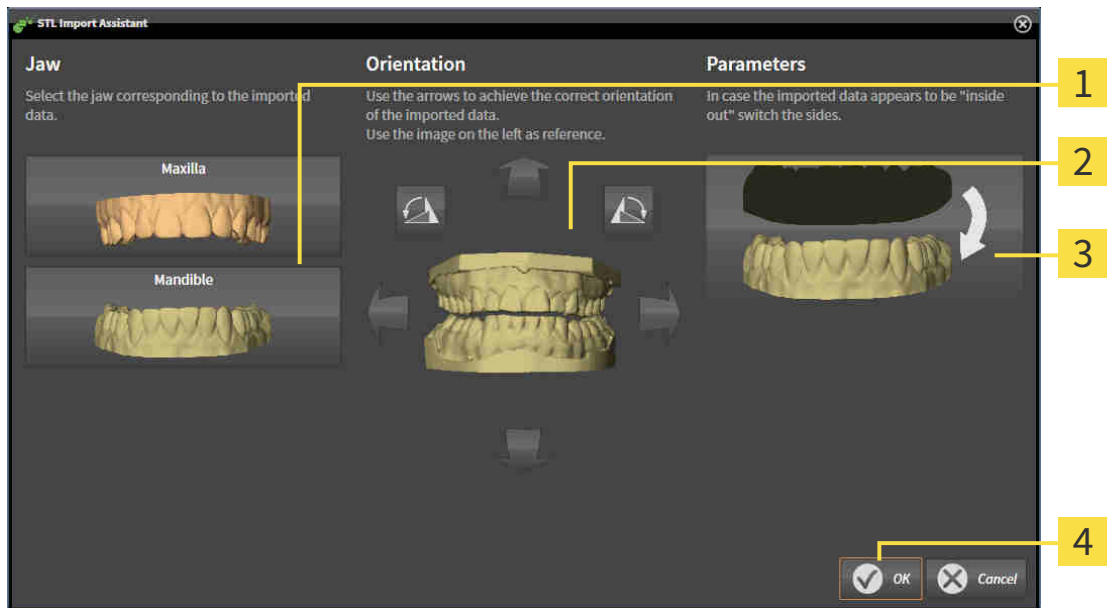 STL Import Assistant
Jaw
Select the jaw corresponding to the imported
data.
Maxilla
Mandible
Orientation
Use the arrows to achieve the correct orientation
of the imported data.
Use the image on the left as reference.
Parameters
In case the imported data appears to be "inside
out" switch the sides.
OK
Cancel
1
2
3
4